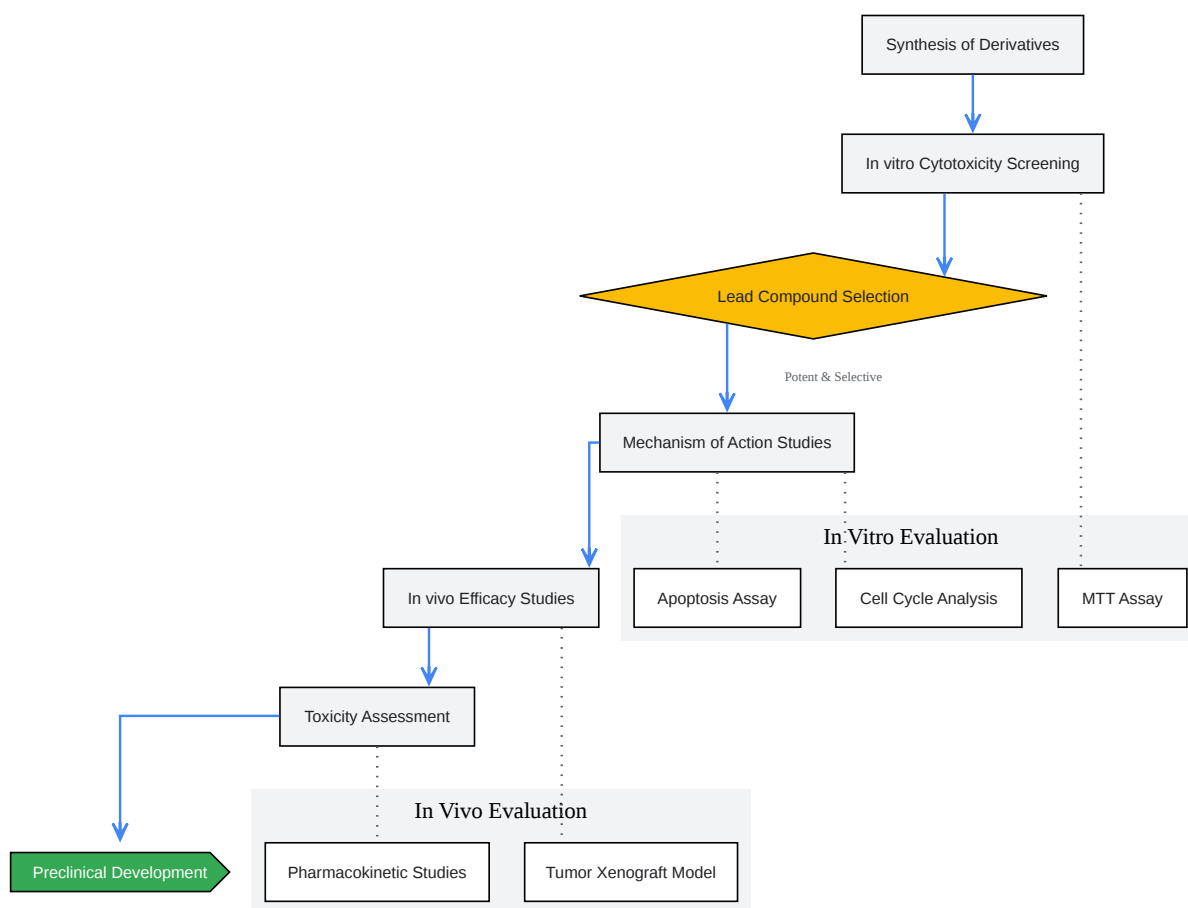 Synthesis of Derivatives
In vitro Cytotoxicity Screening
Lead Compound Selection
Potent & Selective
Mechanism of Action Studies
In Vitro Evaluation
In vivo Efficacy Studies
Apoptosis Assay
Cell Cycle Analysis
MTT Assay
Toxicity Assessment
In Vivo Evaluation
Preclinical Development
Pharmacokinetic Studies
Tumor Xenograft Model